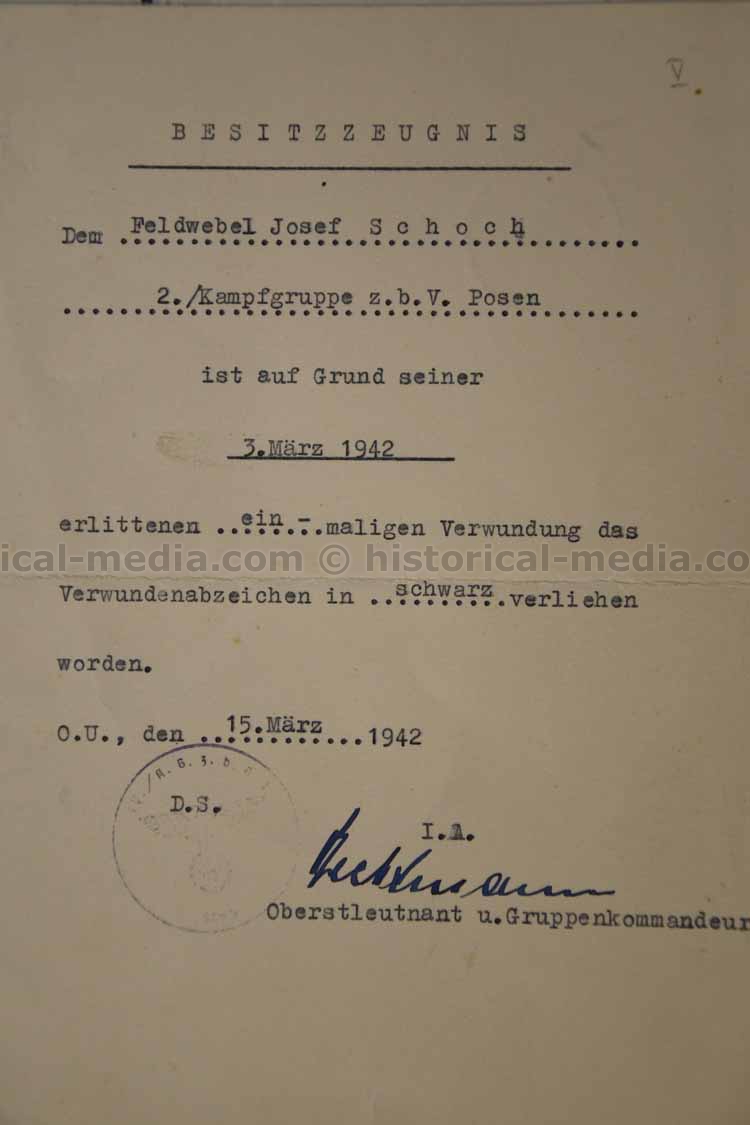 V
BESITZZEUGNIS
Dem Feldwebel Josef Schoch
2./Kampfgruppe z.b.V. Posen
ist auf Grund seiner
3.März 1942
erlittenen ..ein-..maligen Verwundung das
ical-media.com © historical-media.co
Verwundenabzeichen in ..schwarz.verliehen
worden.
O.U., den ..15.März...1942
D.S.
I.A.
Oberstleutnant u.Gruppenkommandeur